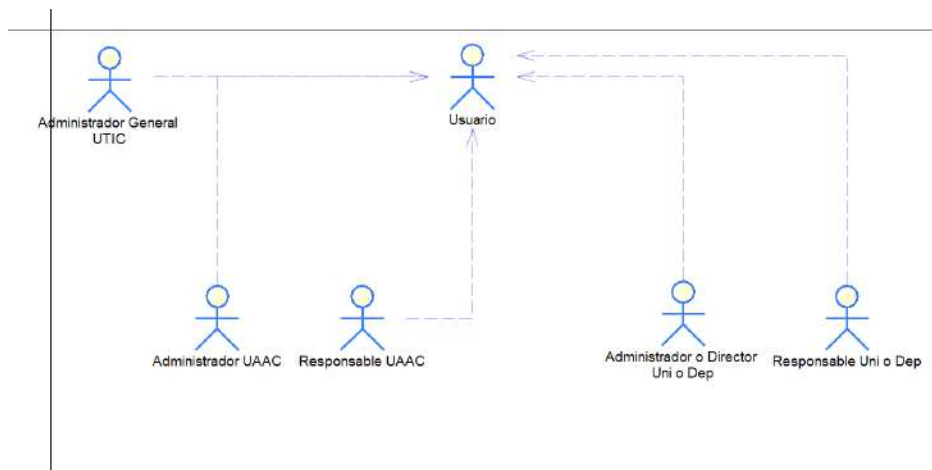 Administrador General
UTIC
Usuario
Administrador UAAC
Responsable UAAC
Administrador o Director
Uni o Dep
Responsable Uni o Dep